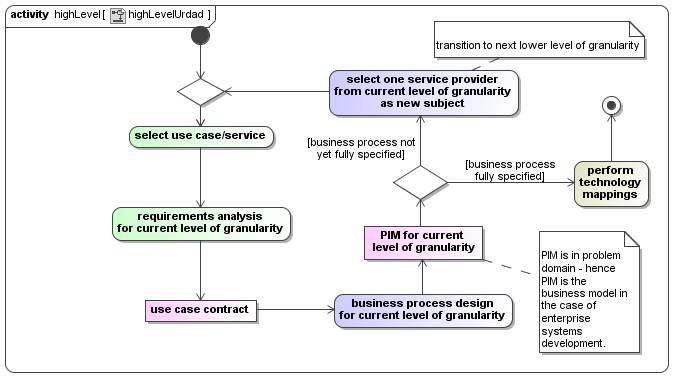 activity highLevel[ highLevelUrdad ]
transition to next lower level of granularity
select one service provider
from current level of granularity
as new subject
select use case/service
[business process not
yet fully specified]
[business process
fully specified]
perform
technology
mappings
requirements analysis
for current level of granularity
PIM for current
level of granularity
PIM is in problem
domain - hence
PIM is the
business model in
the case of
enterprise
systems
development.
use case contract
business process design
for current level of granularity